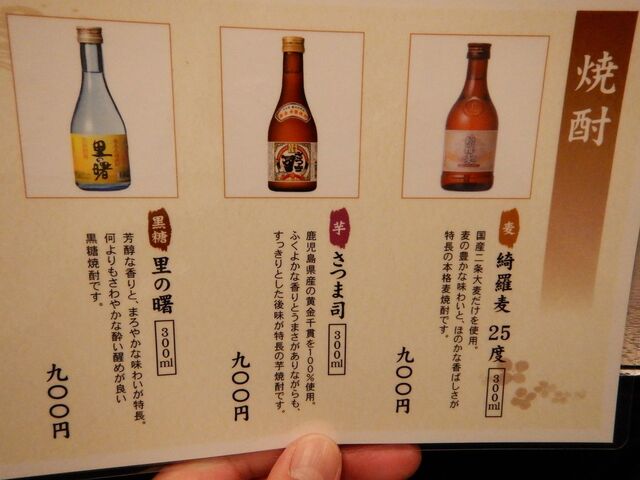 焼酎
麦
綺羅麦 25度
300ml
国産二条大麦だけを使用。
麦の豊かな味わいと、ほのかな香ばしさが
特長の本格麦焼酎です。
九〇〇円
芋
さつま司
300ml
鹿児島県産の黄金千貫を100%使用。
ふくよかな香りとうまさがありながらも、
すっきりとした後味が特長の芋焼酎です。
九〇〇円
黒糖
里の曙
300ml
芳醇な香りと、まろやかな味わいが特長。
何よりもさわやかな酔い醒めが良い
黒糖焼酎です。
九〇〇円
里の曙